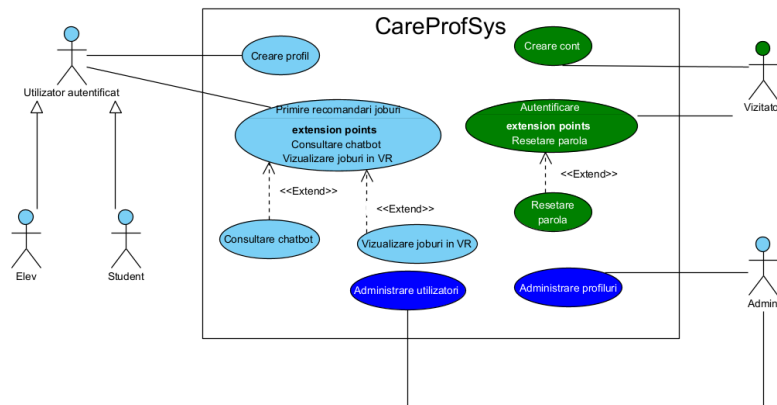 CareProfSys
Creare profil
Creare cont
Utilizator autentificat
Vizitato
Primire recomandari joburi
extension points
Consultare chatbot
Vizualizare joburi in VR
Autentificare
extension points
Resetare parola
<<Extend>>
<<Extend>>
<<Extend>>
Resetare
parola
Consultare chatbot
Vizualizare joburi in VR
Elev
Student
Administrare utilizatori
Administrare profiluri
Admin